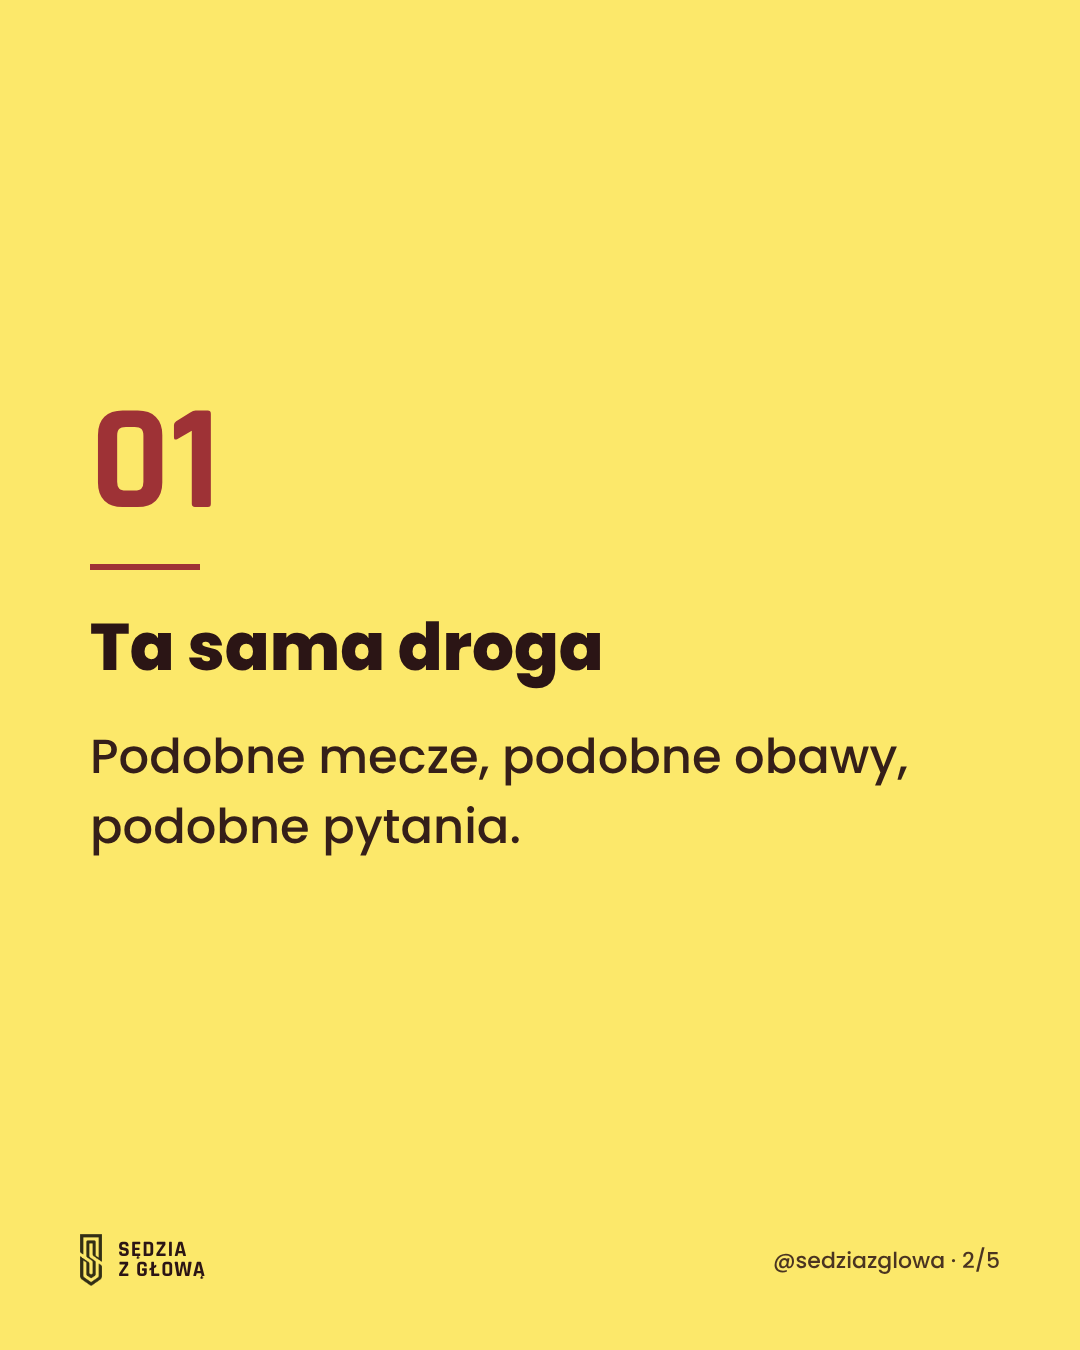 01
Ta sama droga
Podobne mecze, podobne obawy,
podobne pytania.
SĘDZIA
Z GŁOWĄ
@sedziazglowa · 2/5